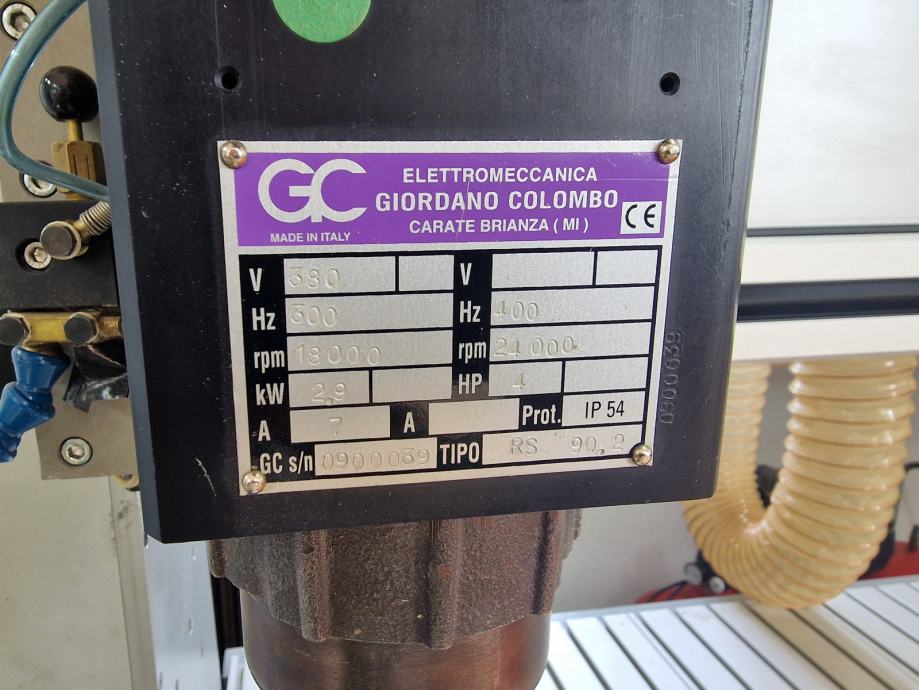 GC
ELETTROMECCANICA
GIORDANO COLOMBO
CARATE BRIANZA (MI)
MADE IN ITALY
CE
V 380 V
Hz 300 Hz 400
rpm 18000 rpm 24000
kW 2,9 HP 4
A 7 A Prot. IP 54
GC s/n 0900039 TIPO RS 90,2
0900039